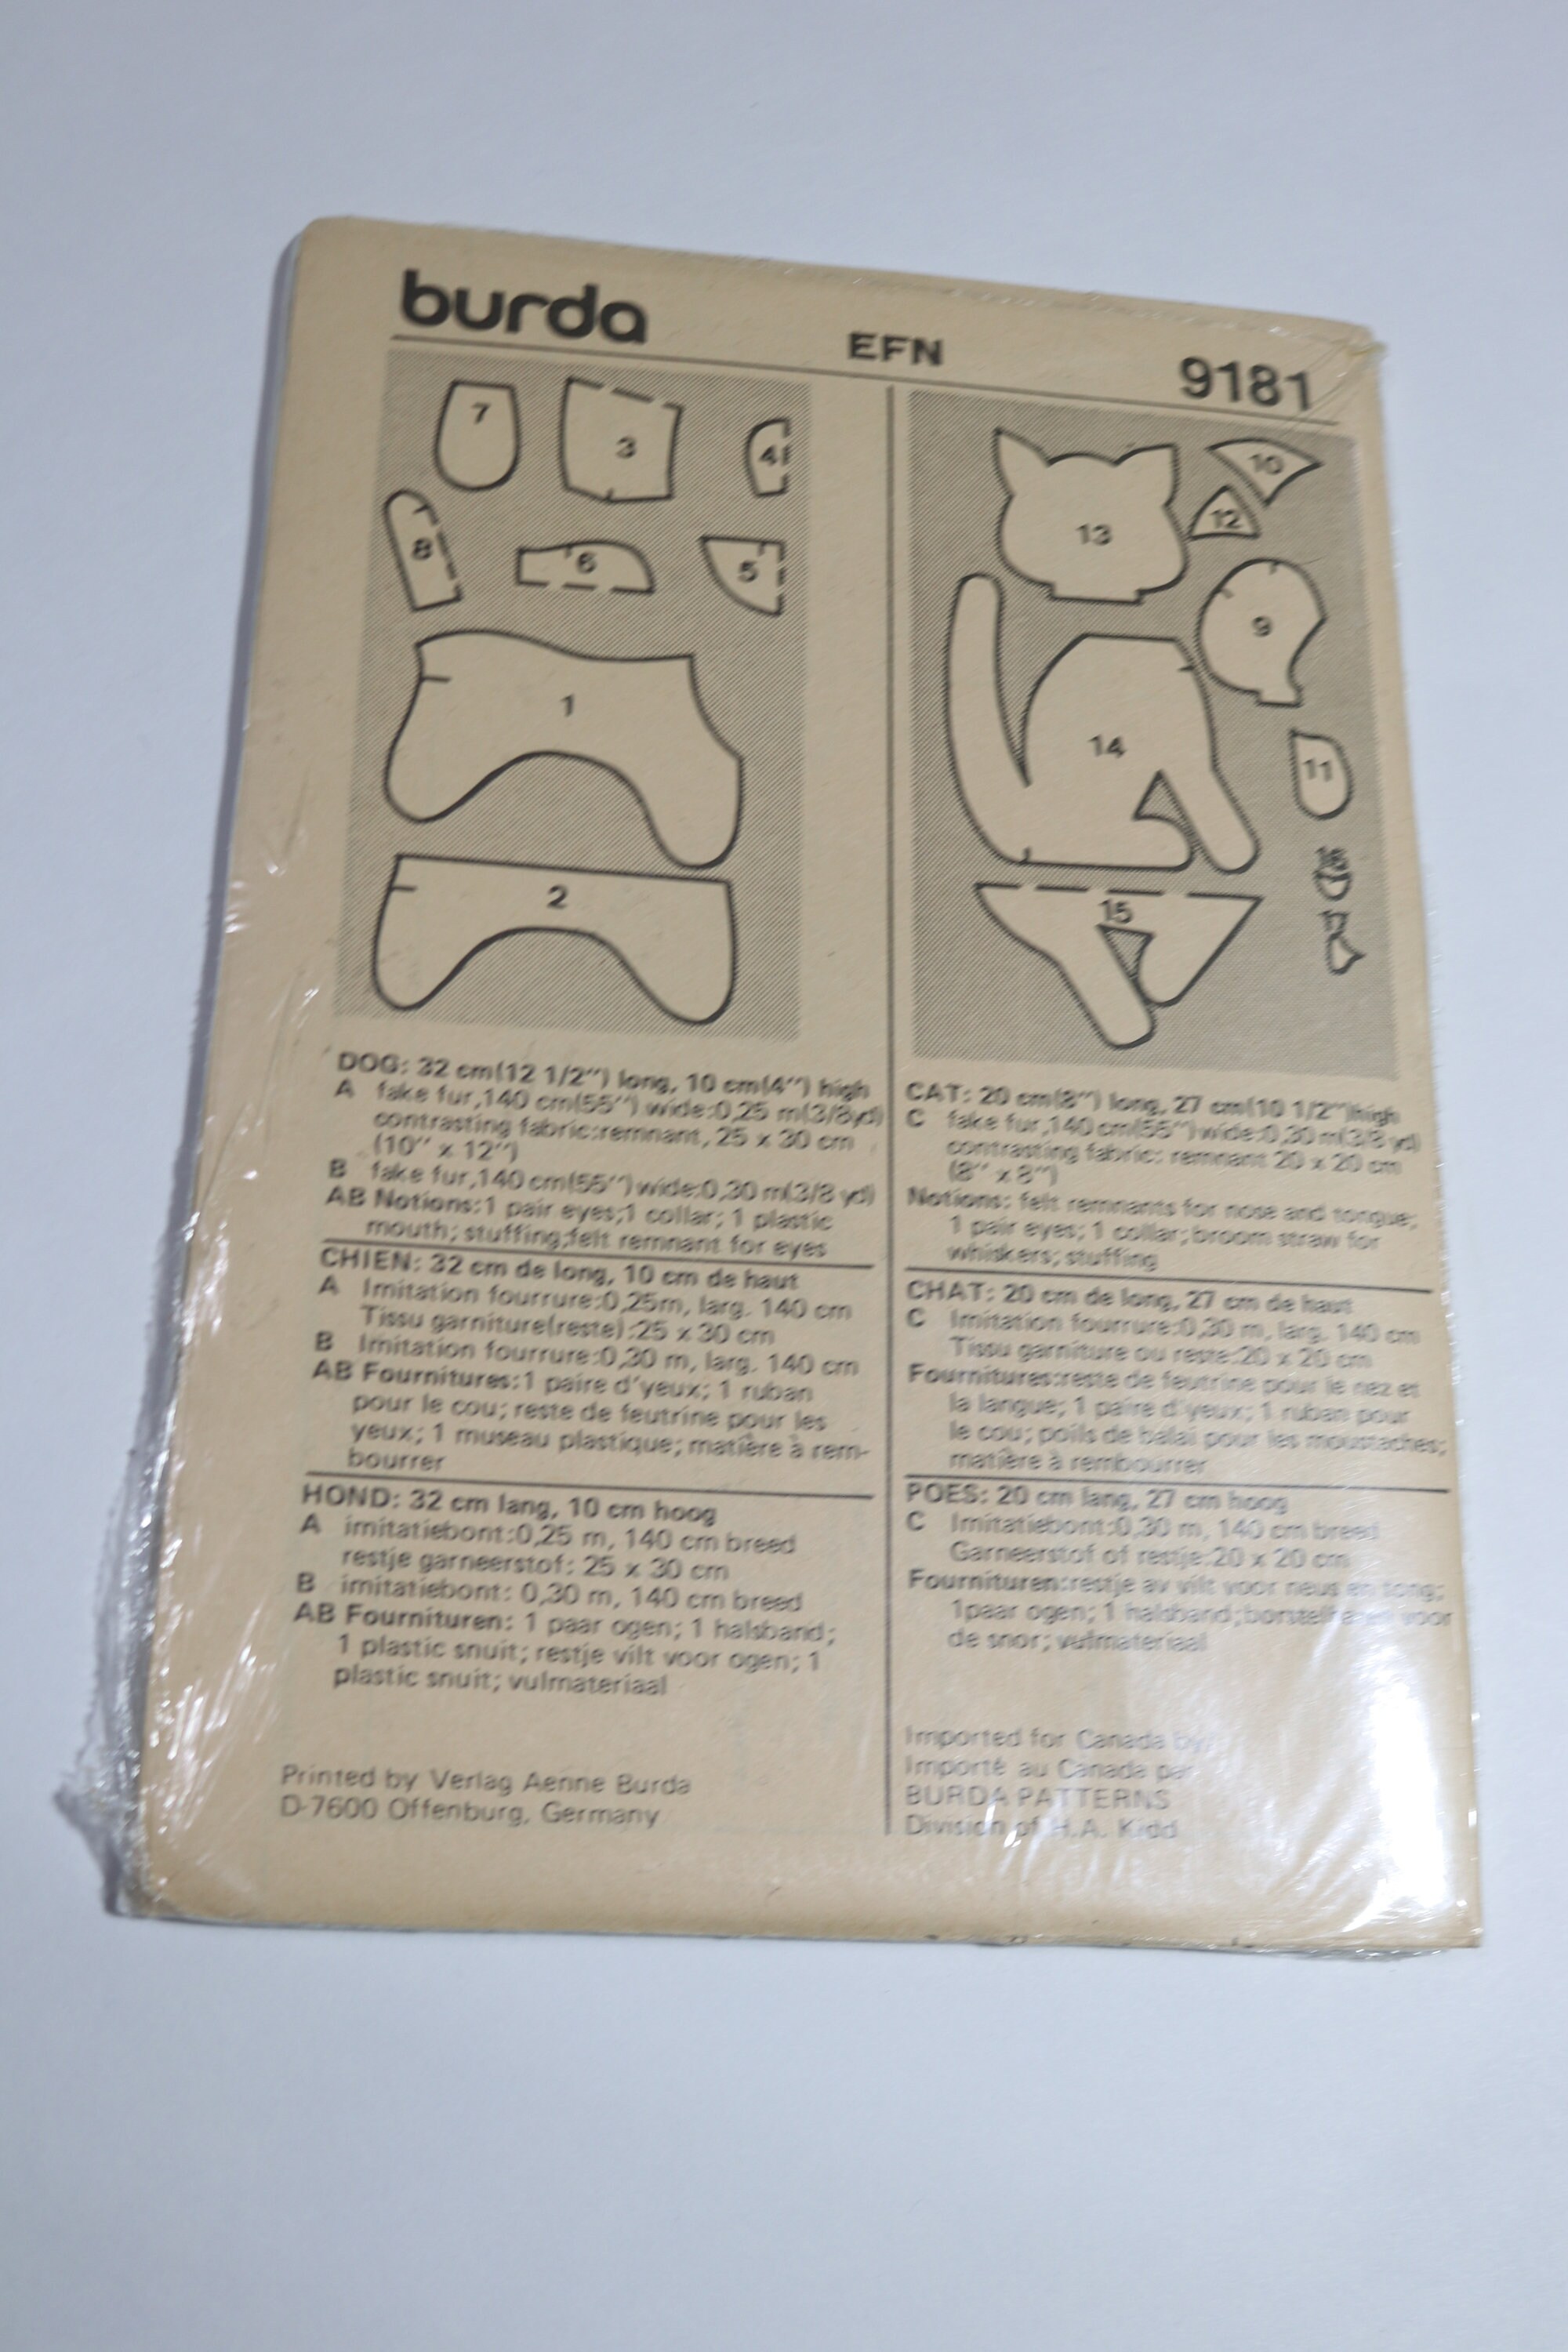 burda
EFN
9181
7
3
4
8
6
5
1
2
10
13
12
9
14
11
15
16
17
DOG: 32 cm(12 1/2") long, 10 cm(4") high
A fake fur,140 cm(55") wide:0,25 m(3/8yd)
contrasting fabric:remnant, 25 x 30 cm
(10" x 12")
B fake fur,140 cm(55")wide:0,30 m(3/8 yd)
AB Notions:1 pair eyes;1 collar; 1 plastic
mouth; stuffing;felt remnant for eyes
CHIEN: 32 cm de long, 10 cm de haut
A Imitation fourrure:0,25m, larg. 140 cm
Tissu garniture(reste):25 x 30 cm
B Imitation fourrure:0,30 m, larg. 140 cm
AB Fournitures:1 paire d'yeux; 1 ruban
pour le cou; reste de feutrine pour les
yeux; 1 museau plastique; matière à rem-
bourrer
HOND: 32 cm lang, 10 cm hoog
A imitatiebont:0,25 m, 140 cm breed
restje garneerstof: 25 x 30 cm
B imitatiebont: 0,30 m, 140 cm breed
AB Fournituren: 1 paar ogen; 1 halsband;
1 plastic snuit; restje vilt voor ogen; 1
plastic snuit; vulmateriaal
Printed by Verlag Aenne Burda
D-7600 Offenburg, Germany
CAT: 20 cm(8") long, 27 cm(10 1/2")high
C fake fur,140 cm(55")wide:0,30 m(3/8 yd)
contrasting fabric: remnant 20 x 20 cm
(8" x 8")
Notions: felt remnants for nose and tongue;
1 pair eyes; 1 collar;broom straw for
whiskers; stuffing
CHAT: 20 cm de long, 27 cm de haut
C Imitation fourrure:0,30 m, larg. 140 cm
Tissu garniture ou reste:20 x 20 cm
Fournitures:reste de feutrine pour le nez et
la langue; 1 paire d'yeux; 1 ruban pour
le cou; poils de balai pour les moustaches;
matière à rembourrer
POES: 20 cm lang, 27 cm hoog
C Imitatiebont:0,30 m, 140 cm breed
Garneerstof of restje:20 x 20 cm
Fournituren:restje av vilt voor neus en tong;
1paar ogen; 1 halsband; voor
de snor; vulmateriaal
Imported for Canada by
Importé au Canada par
BURDA PATTERNS
Division of H.A. Kidd